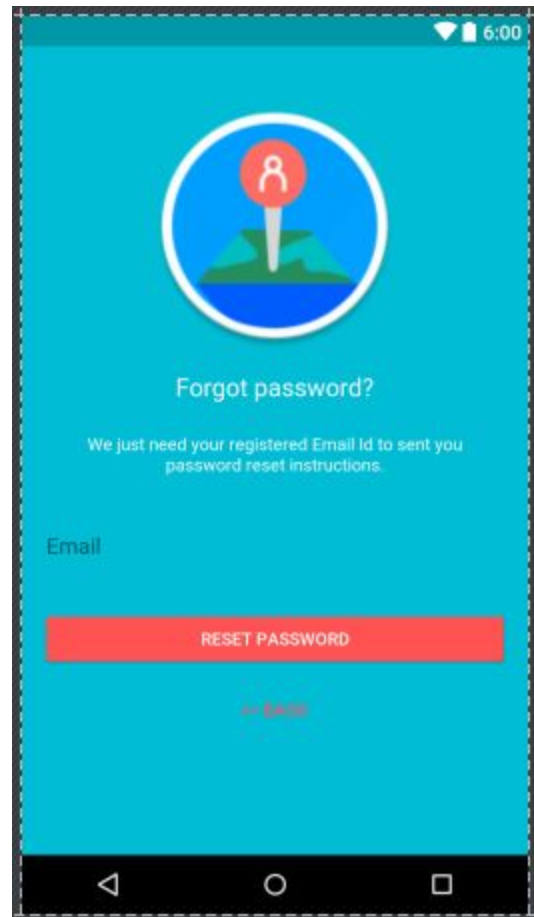 6:00
Forgot password?
We just need your registered Email Id to sent you
password reset instructions.
Email
RESET PASSWORD
<< BACK